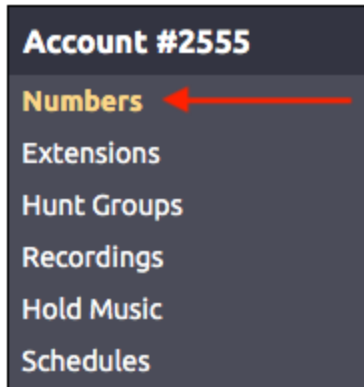 Account #2555
Numbers
Extensions
Hunt Groups
Recordings
Hold Music
Schedules